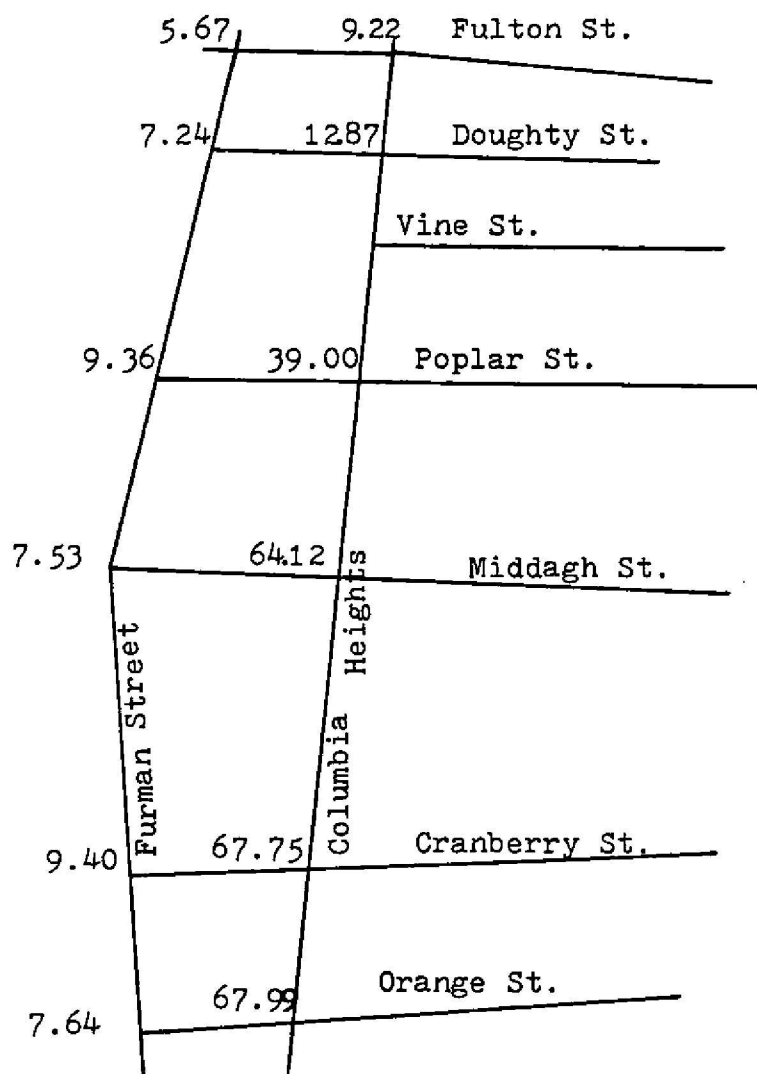 5.67 9.22 Fulton St.
7.24 1287 Doughty St.
Vine St.
9.36 39.00 Poplar St.
7.53 64.12 Middagh St.
Furman Street
Columbia Heights
9.40 67.75 Cranberry St.
67.99 Orange St.
7.64